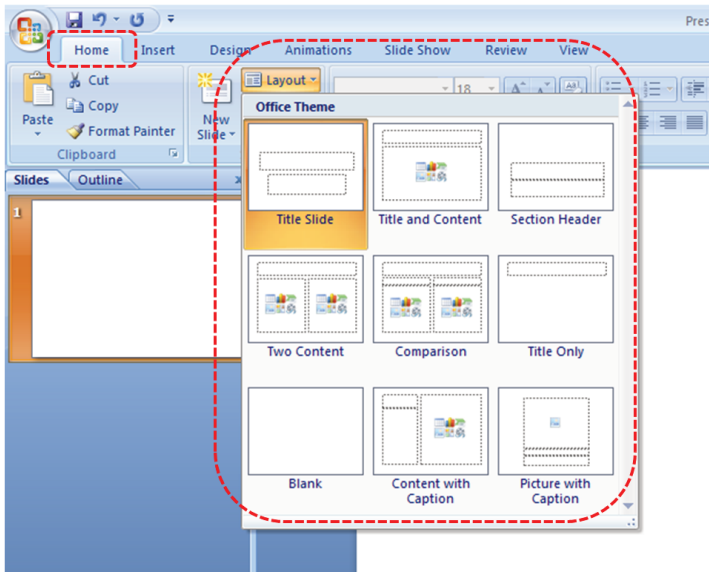 Pres
Home Insert Design Animations Slide Show Review View
Cut
Copy
Format Painter
Paste
Clipboard
New
Slide
Layout
18
Office Theme
Slides Outline
1
Title Slide Title and Content Section Header
Two Content Comparison Title Only
Blank
Content with
Caption
Picture with
Caption